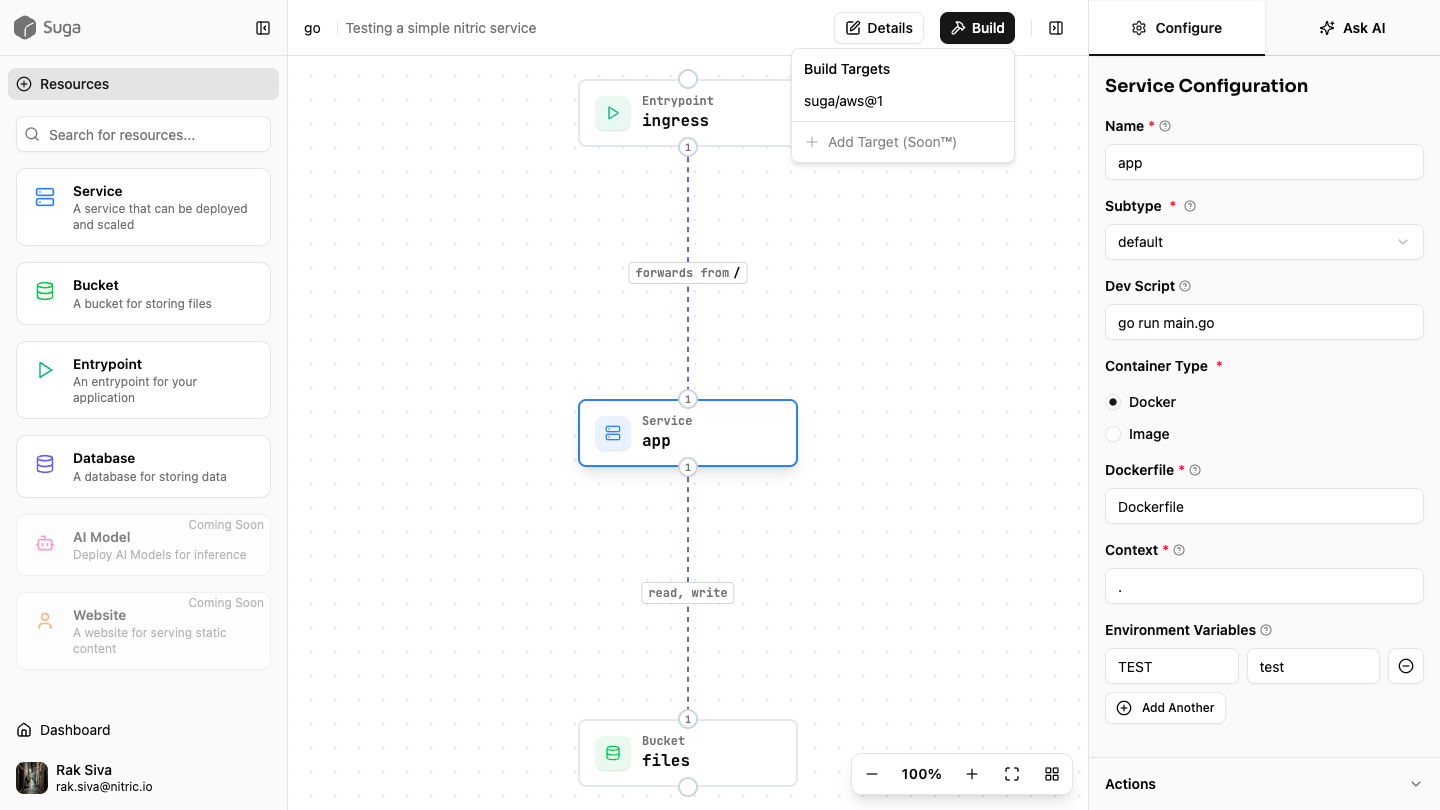 Suga
Resources
Search for resources...
Service
A service that can be deployed
and scaled
Bucket
A bucket for storing files
Entrypoint
An entrypoint for your
application
Database
A database for storing data
Coming Soon
AI Model
Deploy AI Models for inference
Coming Soon
Website
A website for serving static
content
Dashboard
Rak Siva
rak.siva@nitric.io
go
Testing a simple nitric service
Details
Build
Build Targets
suga/aws@1
Add Target (Soon™)
Entrypoint
ingress
1
forwards from /
1
Service
app
1
read, write
1
Bucket
files
100%
Configure
Ask AI
Service Configuration
Name *
app
Subtype *
default
Dev Script
go run main.go
Container Type *
Docker
Image
Dockerfile *
Dockerfile
Context *
.
Environment Variables
TEST test
Add Another
Actions